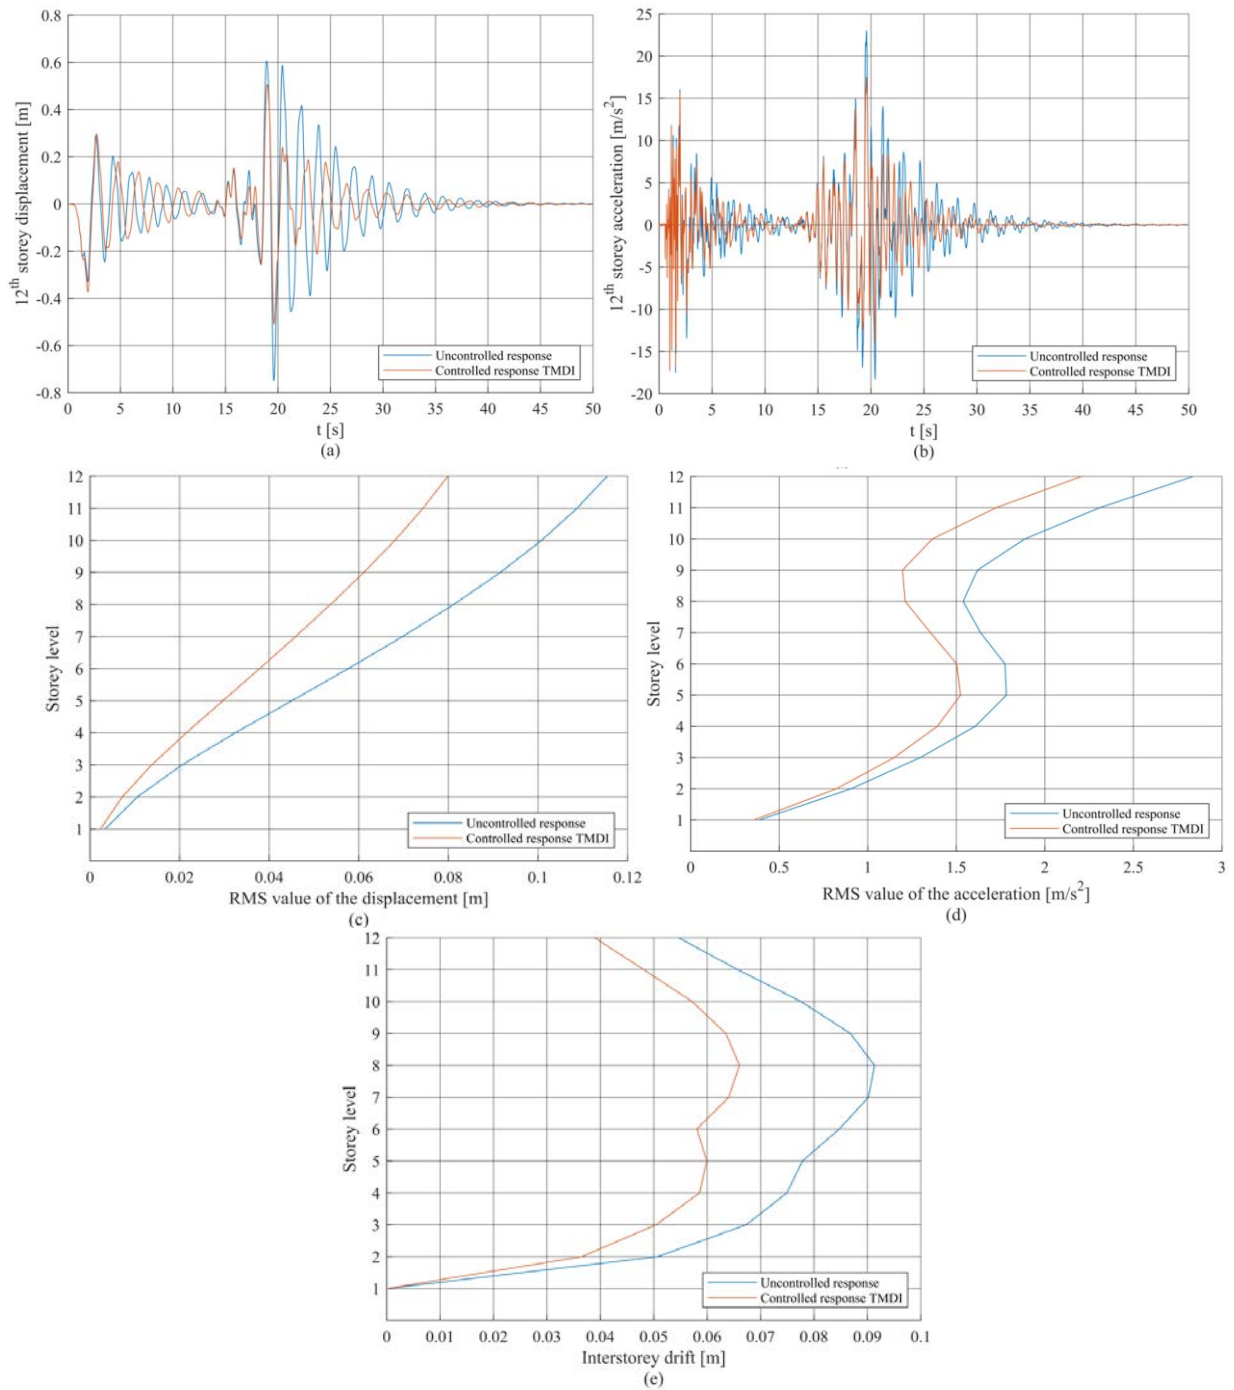 0.8
0.6
0.4
0.2
0
-0.2
-0.4
-0.6
-0.8
12th storey displacement [m]
Uncontrolled response
Controlled response TMDI
0 5 10 15 20 25 30 35 40 45 50
t [s]
(a)
25
20
15
10
5
0
-5
-10
-15
-20
12th storey acceleration [m/s2]
Uncontrolled response
Controlled response TMDI
0 5 10 15 20 25 30 35 40 45 50
t [s]
(b)
12
11
10
9
8
7
6
5
4
3
2
1
Storey level
Uncontrolled response
Controlled response TMDI
0 0.02 0.04 0.06 0.08 0.1 0.12
RMS value of the displacement [m]
(c)
12
11
10
9
8
7
6
5
4
3
2
1
Storey level
Uncontrolled response
Controlled response TMDI
0 0.5 1 1.5 2 2.5 3
RMS value of the acceleration [m/s2]
(d)
12
11
10
9
8
7
6
5
4
3
2
1
Storey level
Uncontrolled response
Controlled response TMDI
0 0.01 0.02 0.03 0.04 0.05 0.06 0.07 0.08 0.09 0.1
Interstorey drift [m]
(e)